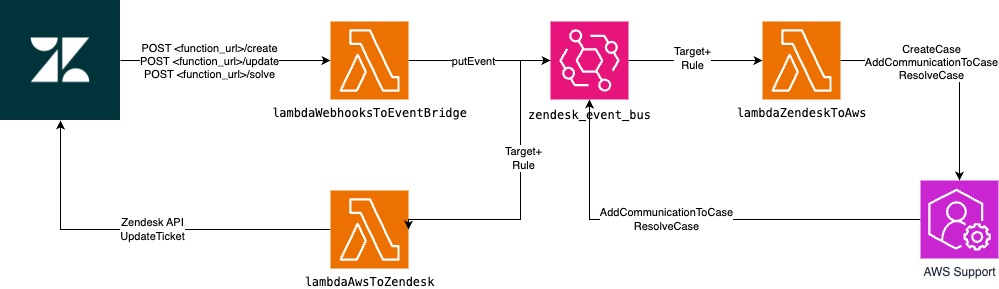 POST <function_url>/create
POST <function_url>/update
POST <function_url>/solve
lambdaWebhooksToEventBridge
putEvent
zendesk_event_bus
Target+
Rule
lambdaZendeskToAws
CreateCase
AddCommunicationToCase
ResolveCase
Target+
Rule
Zendesk API
UpdateTicket
lambdaAwsToZendesk
AddCommunicationToCase
ResolveCase
AWS Support